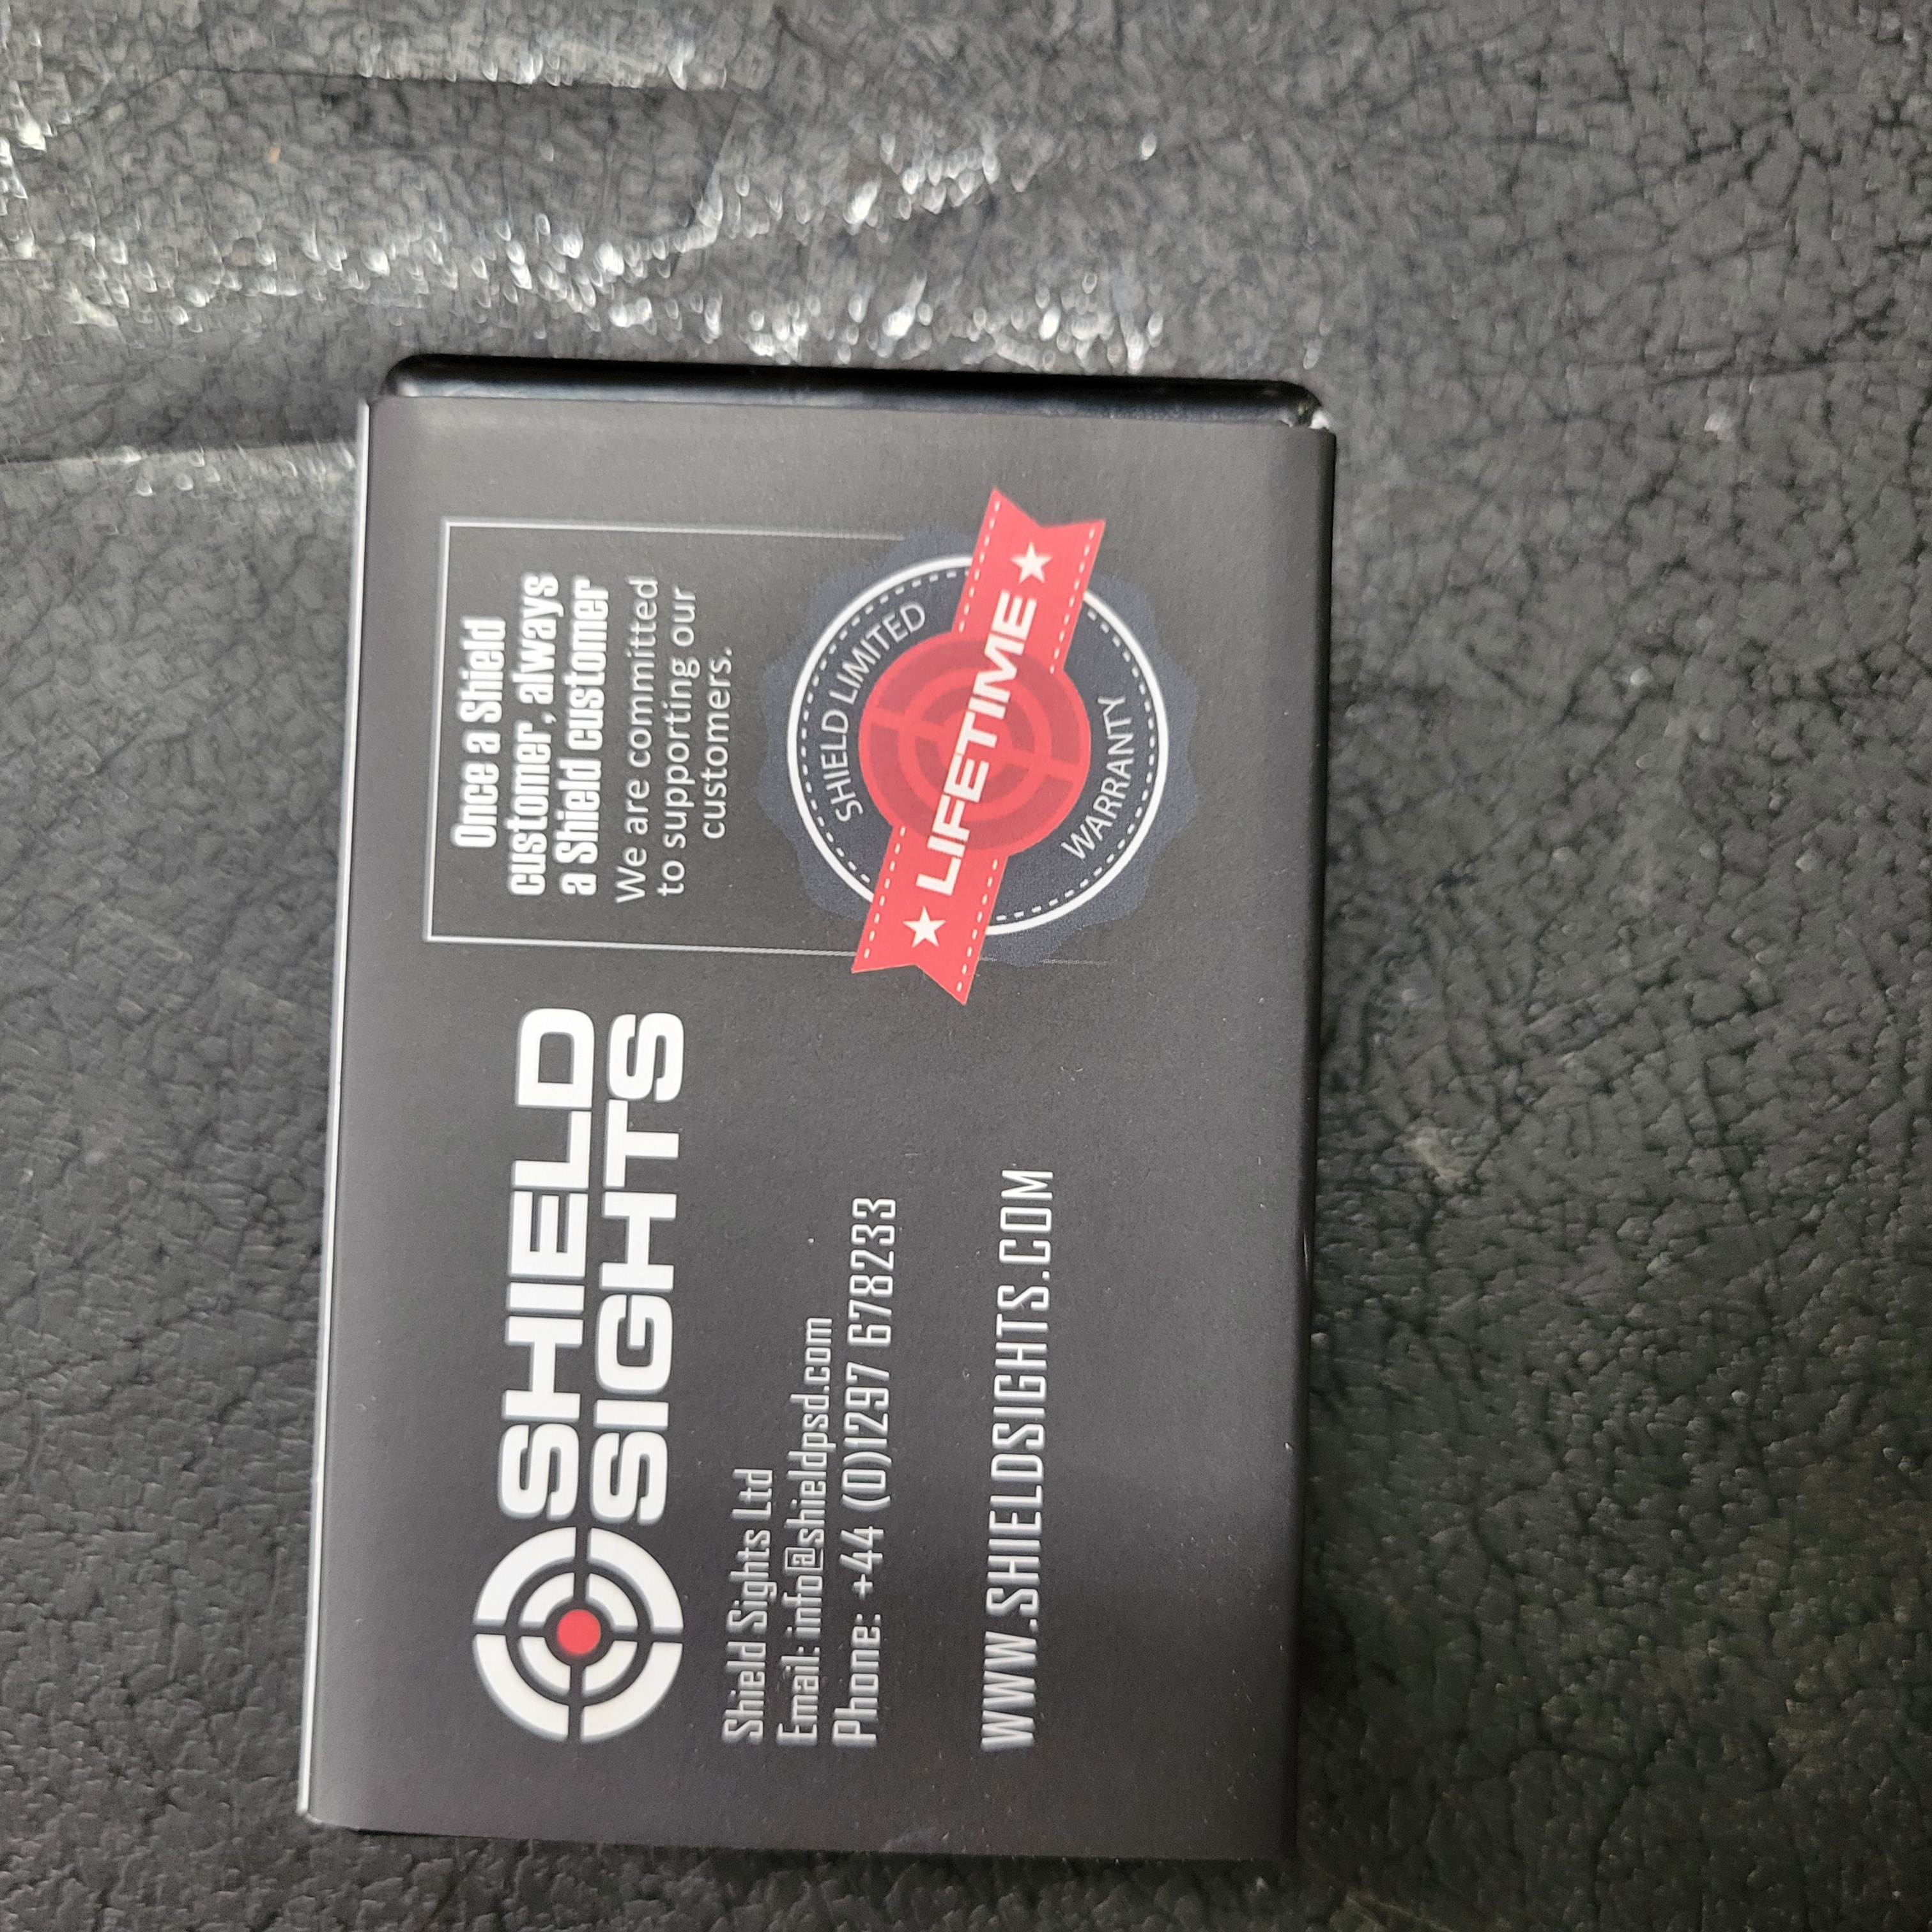 SHIELD
SIGHTS
Shield Sights Ltd
Email: info@shieldpsd.com
Phone: +44 (0)1297 678233
WWW.SHIELDSIGHTS.COM
Once a Shield
customer, always
a Shield customer
We are committed
to supporting our
customers.
SHIELD LIMITED
LIFETIME
WARRANTY